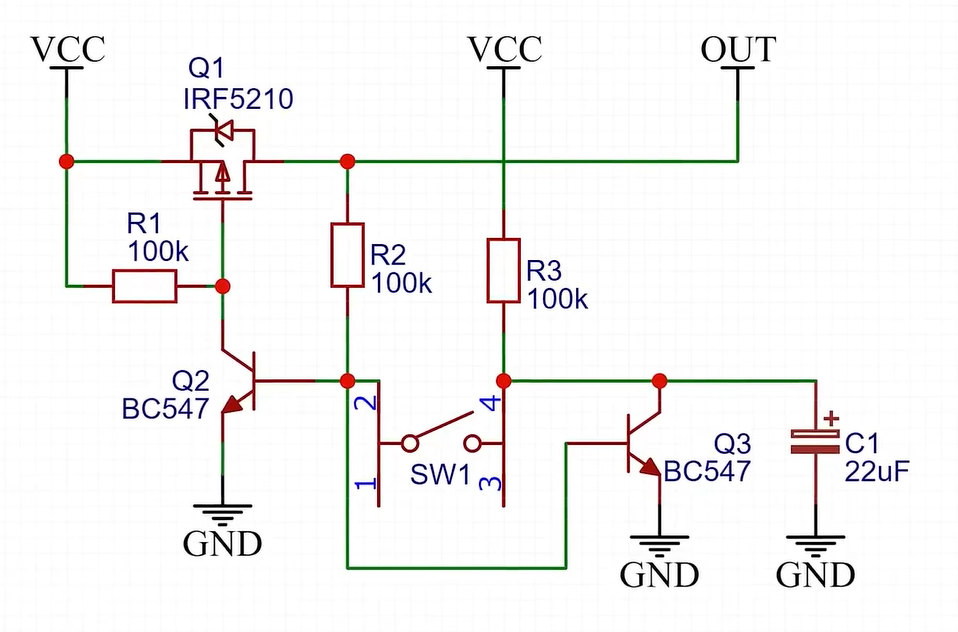 VCC
VCC
OUT
Q1
IRF5210
R1
100k
R2
100k
R3
100k
Q2
BC547
2
4
SW1
1
3
Q3
BC547
+
C1
22uF
GND
GND
GND